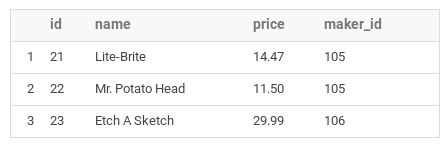 id name price maker_id
1 21 Lite-Brite 14.47 105
2 22 Mr. Potato Head 11.50 105
3 23 Etch A Sketch 29.99 106